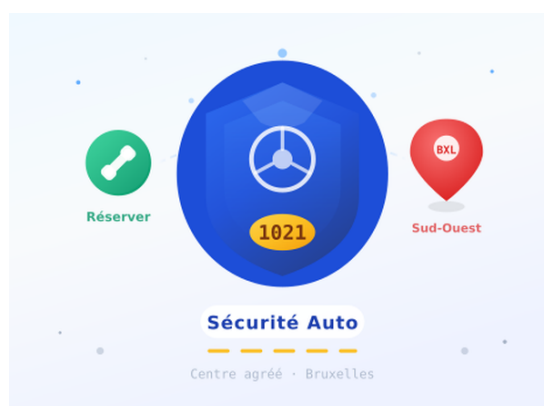 BXL
1021
Réserver
Sud-Ouest
Sécurité Auto
Centre agréé · Bruxelles